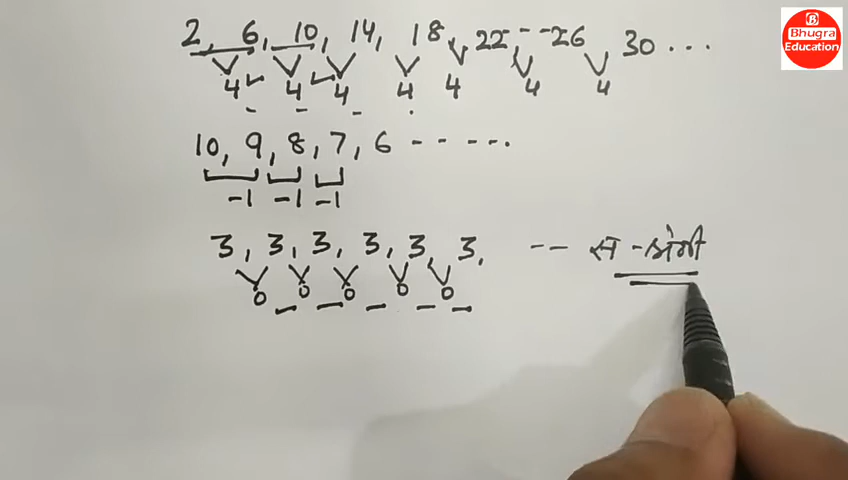 Bhugra
Education
2, 6, 10, 14, 18, 22, --26 30 ...
4 4 4 4 4 4 4
10, 9, 8, 7, 6 -----.
-1 -1 -1
3, 3, 3, 3, 3, 3, --
0 0 0 0 0